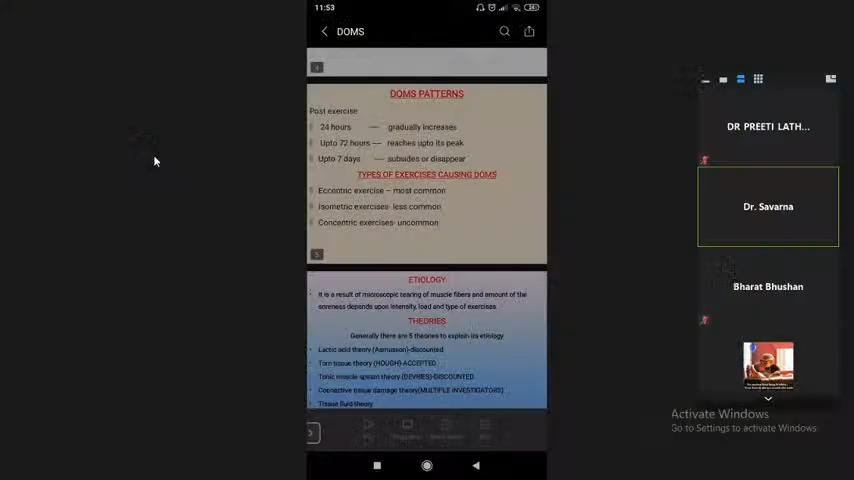 11:53
DOMS
4
DOMS PATTERNS
Post exercise
24 hours — gradually increases
Upto 72 hours — reaches upto its peak
Upto 7 days — subsides or disappear
TYPES OF EXERCISES CAUSING DOMS
Eccentric exercise – most common
Isometric exercises- less common
Concentric exercises- uncommon
5
ETIOLOGY
It is a result of microscopic tearing of muscle fibers and amount of the
soreness depends upon intensity, load and type of exercises
THEORIES
Generally there are 5 theories to explain its etiology
Lactic acid theory (Asmusson)-discounted
Torn tissue theory (HOUGH)-ACCEPTED
Tonic muscle spasm theory (DEVRIES)-DISCOUNTED
Connective tissue damage theory(MULTIPLE INVESTIGATORS)
Tissue fluid theory
DR PREETI LATH...
Dr. Savarna
Bharat Bhushan
Activate Windows
Go to Settings to activate Windows